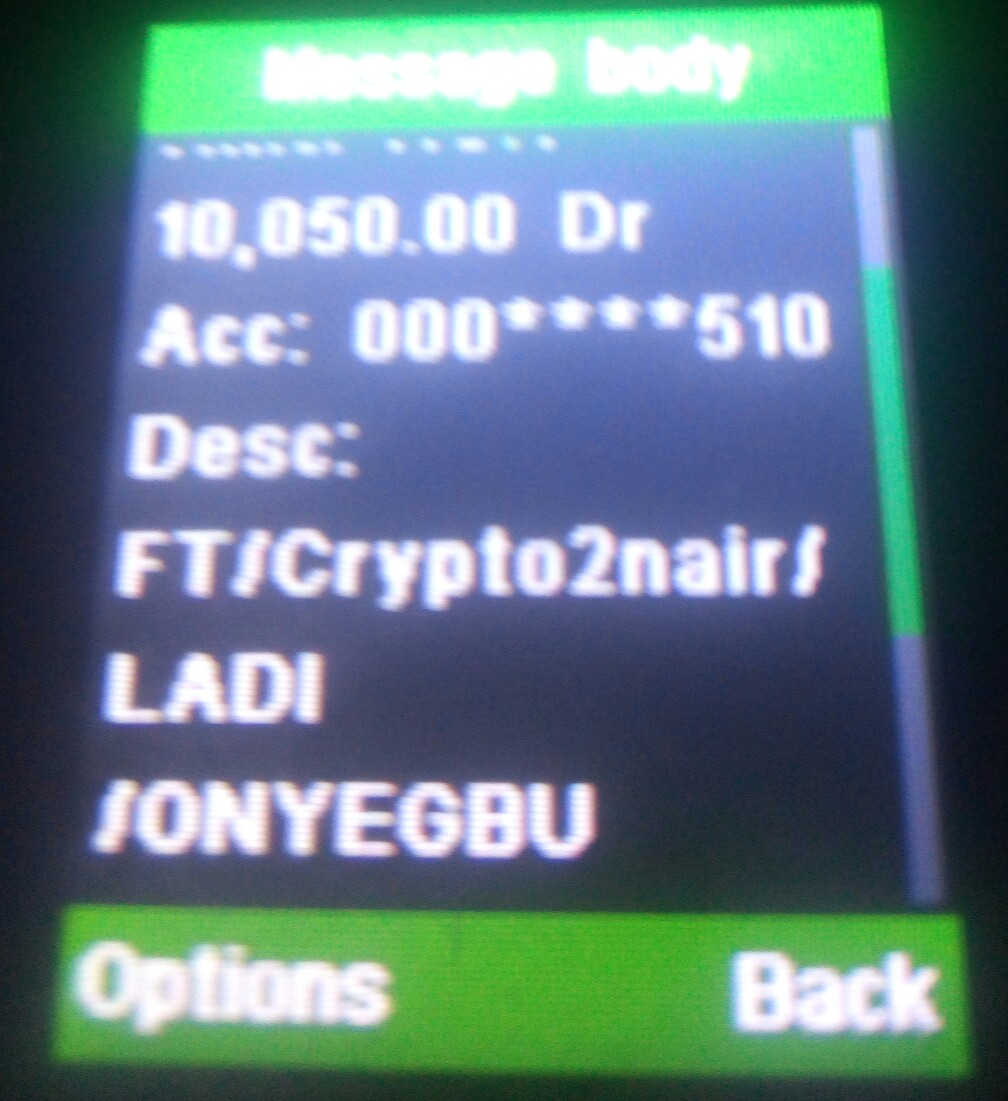 Message body
10,050.00 Dr
Acc: 000****510
Desc:
FT/Crypto2nair/
LADI
/ONYEGBU
Options
Back